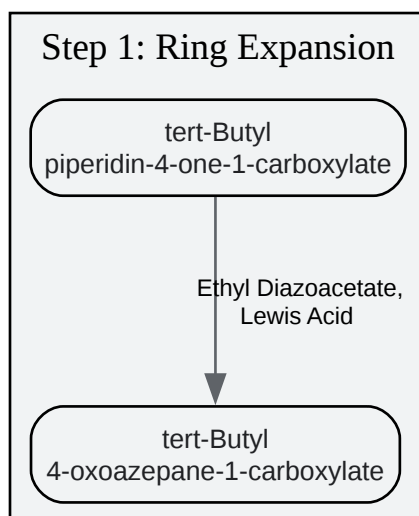 Step 1: Ring Expansion
tert-Butyl
piperidin-4-one-1-carboxylate
Ethyl Diazoacetate,
Lewis Acid
tert-Butyl
4-oxoazepane-1-carboxylate